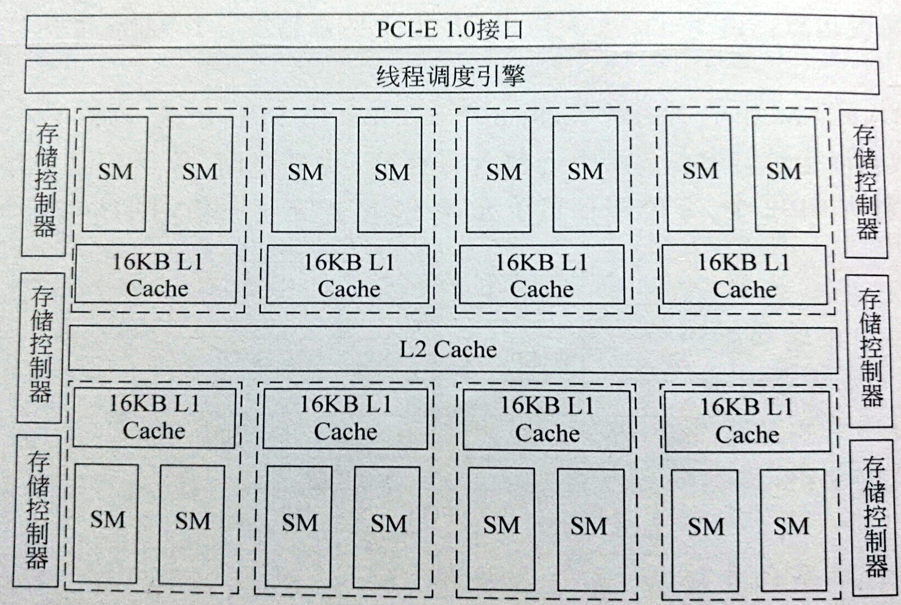 PCI-E 1.0接口
线程调度引擎
存储控制器
SM
SM
SM
SM
SM
SM
SM
SM
存储控制器
16KB L1
Cache
16KB L1
Cache
16KB L1
Cache
16KB L1
Cache
存储控制器
L2 Cache
存储控制器
16KB L1
Cache
16KB L1
Cache
16KB L1
Cache
16KB L1
Cache
存储控制器
SM
SM
SM
SM
SM
SM
SM
SM
存储控制器